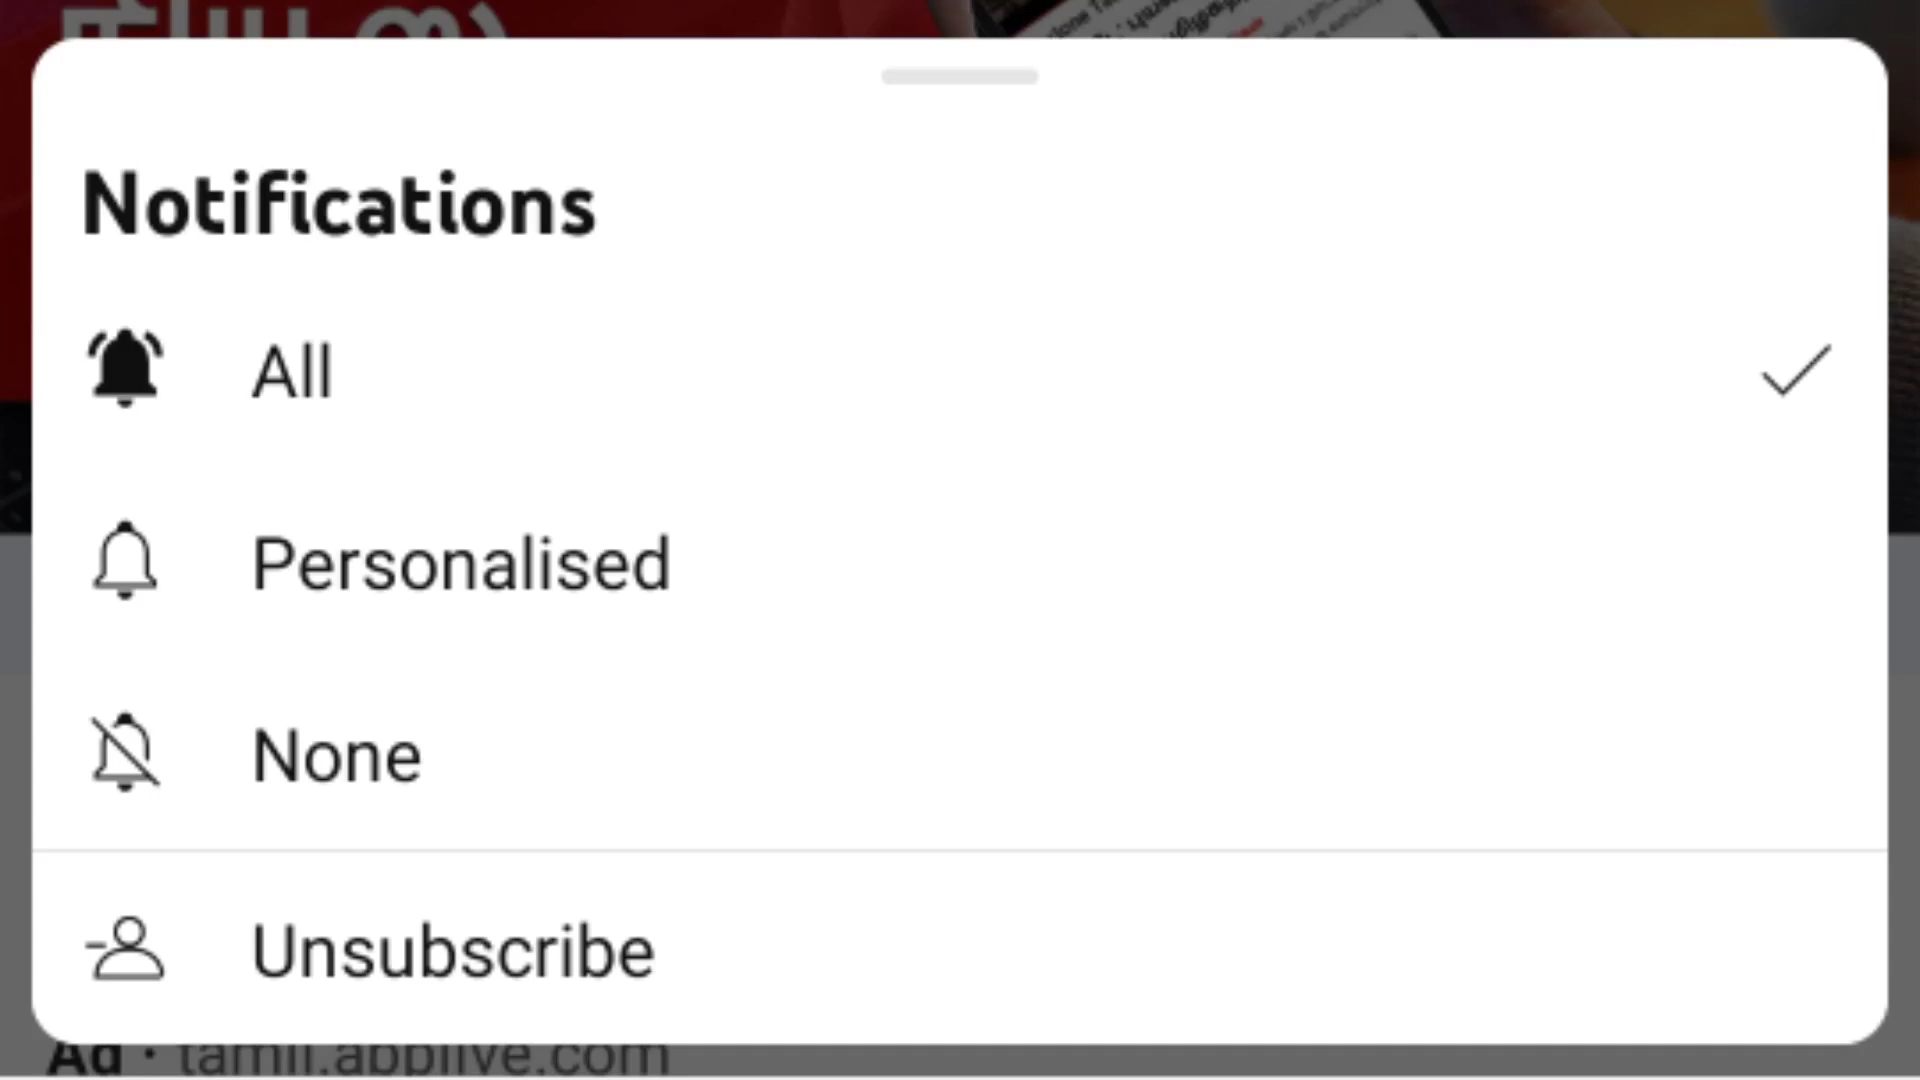 Notifications
All
Personalised
None
Unsubscribe
Ad · tamil.abplive.com